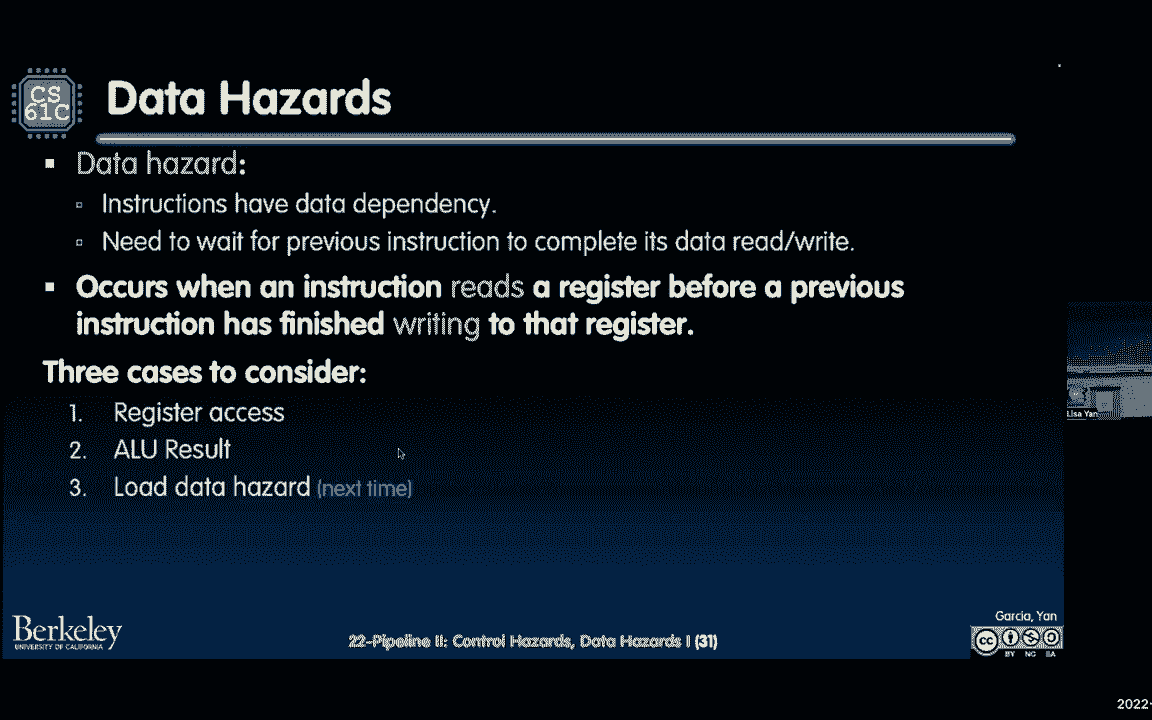 CS
61C
Data Hazards
Data hazard:
Instructions have data dependency.
Need to wait for previous instruction to complete its data read/write.
Occurs when an instruction reads a register before a previous
instruction has finished writing to that register.
Three cases to consider:
1. Register access
2. ALU Result
3. Load data hazard (next time)
Lisa Yan
Garcia, Yan
Berkeley
UNIVERSITY OF CALIFORNIA
22-Pipeline II: Control Hazards, Data Hazards I (31)
cc
BY NC SA
2022-